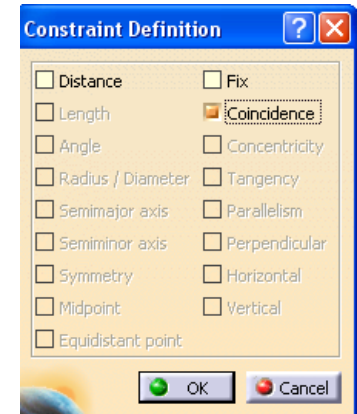 Constraint Definition ?
Distance Fix
Length Coincidence
Angle Concentricity
Radius / Diameter Tangency
Semimajor axis Parallelism
Semiminor axis Perpendicular
Symmetry Horizontal
Midpoint Vertical
Equidistant point
OK Cancel